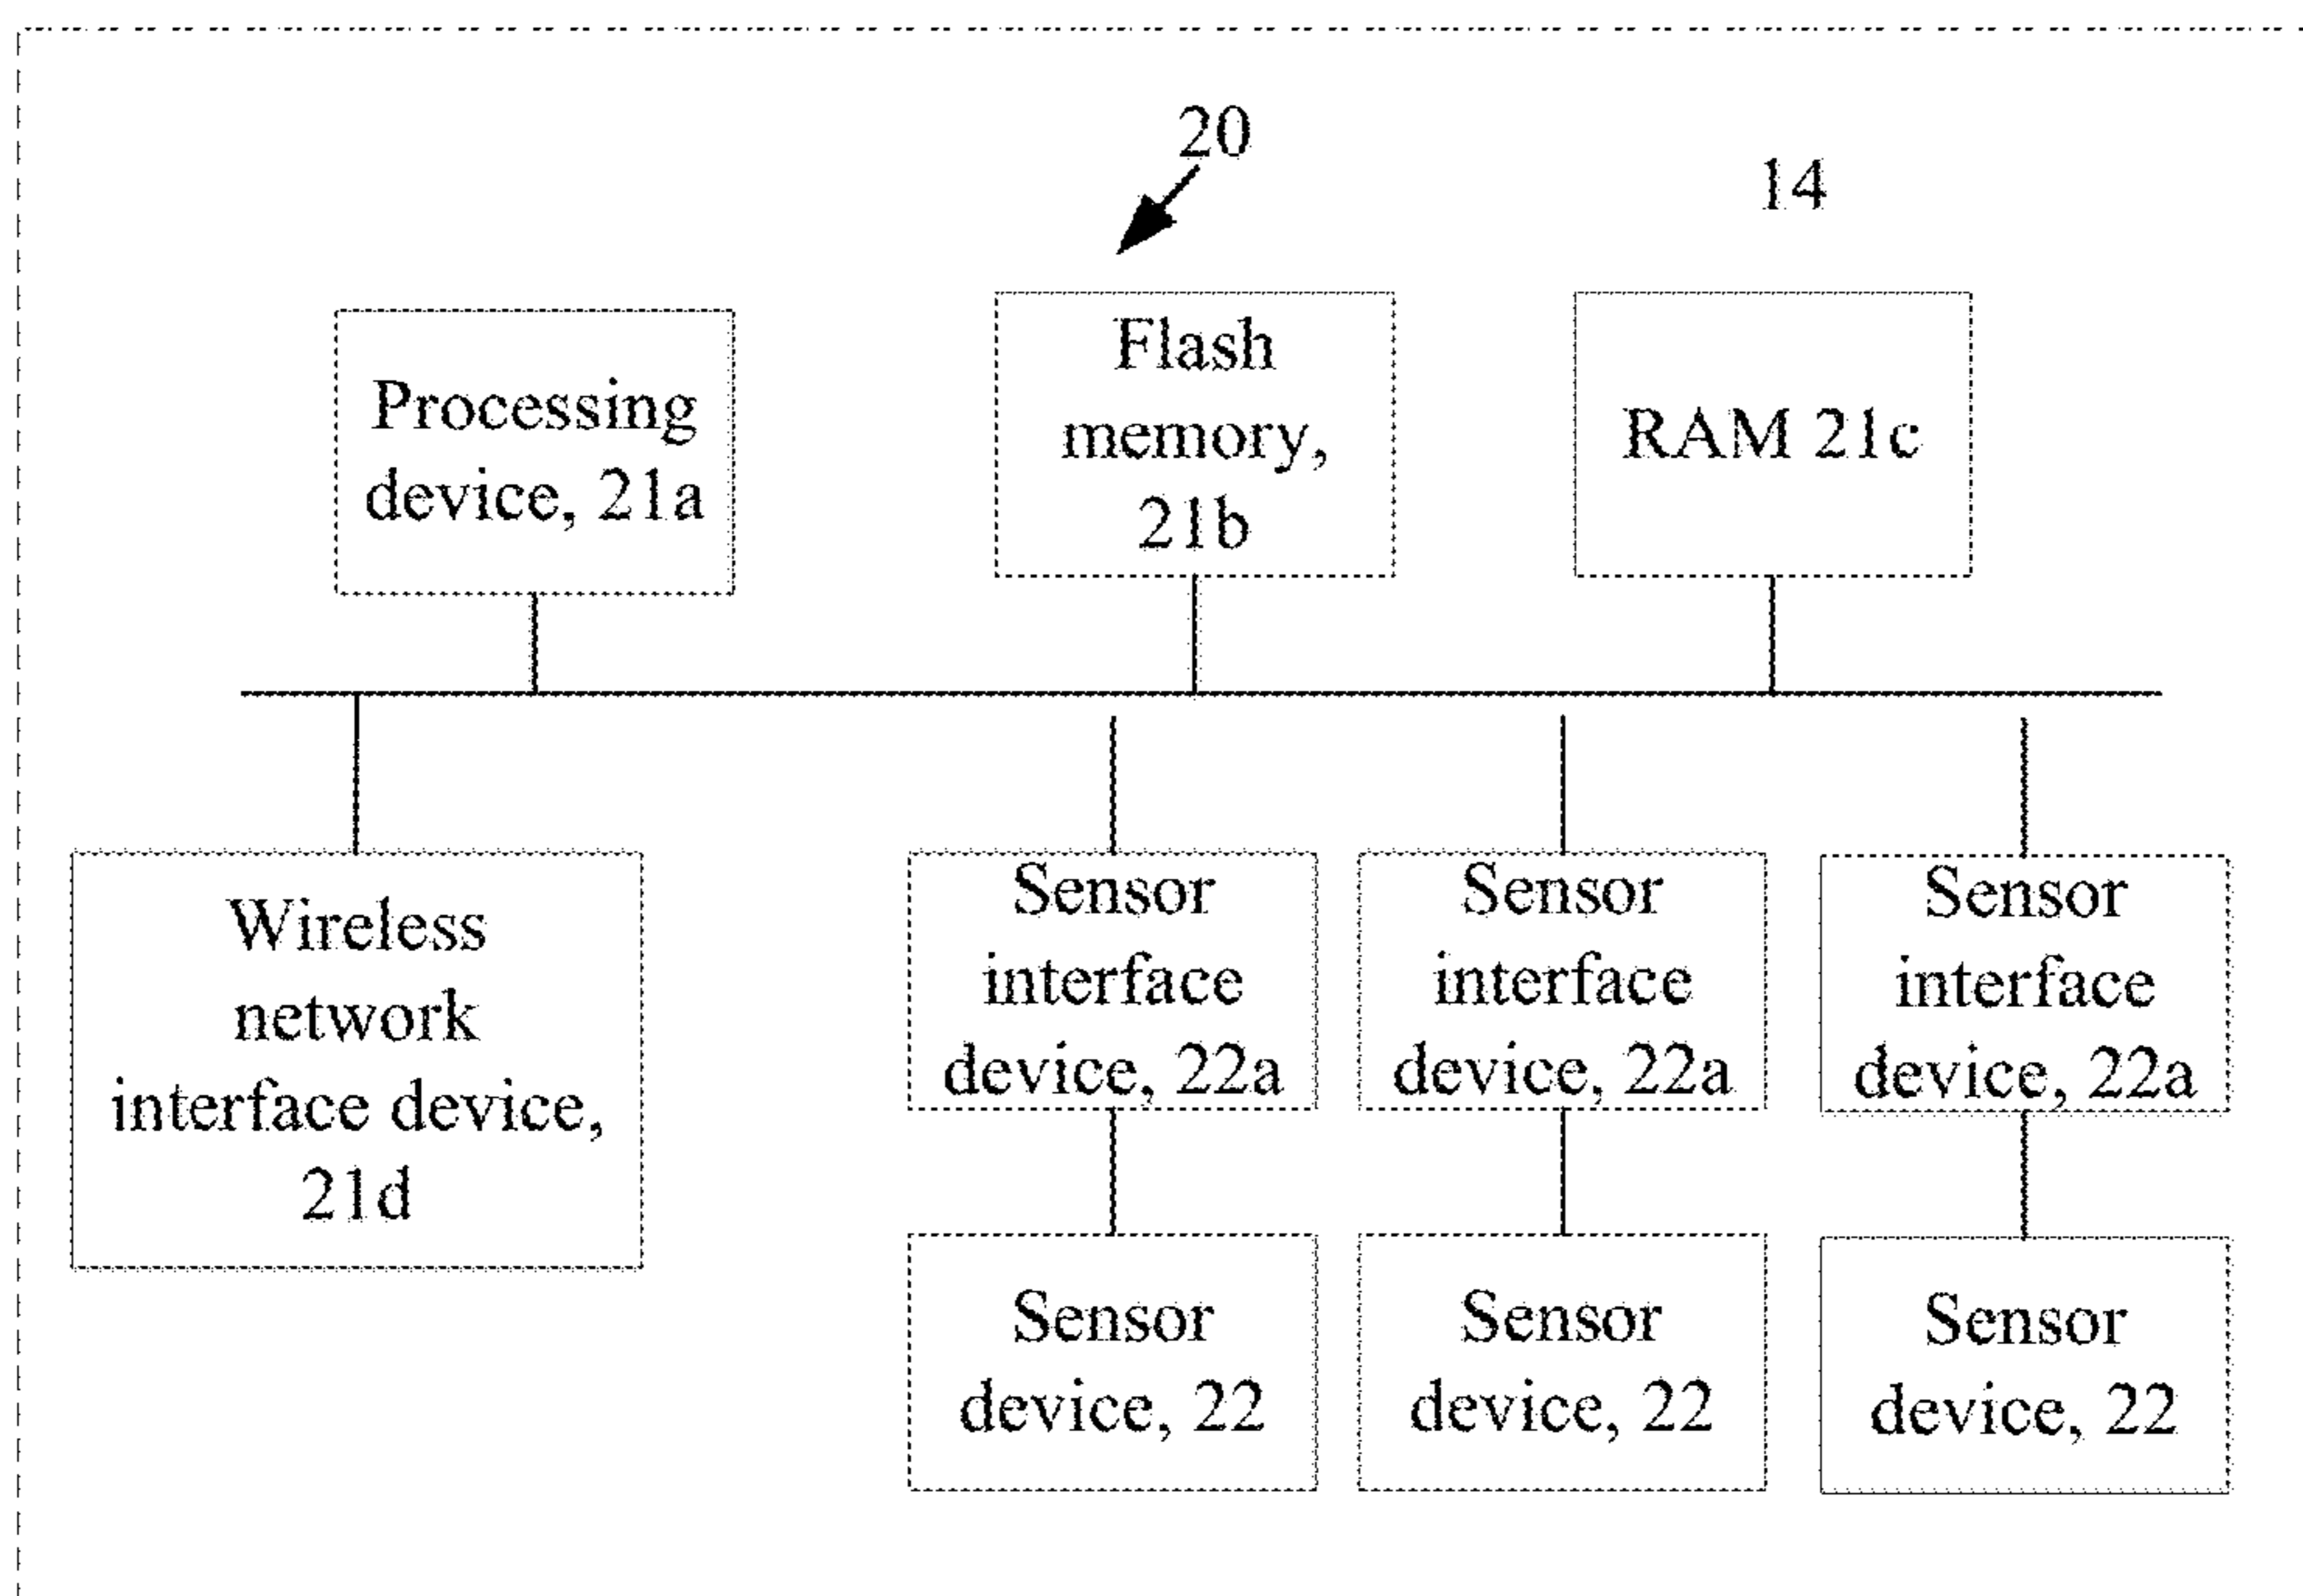 20
14
Processing
device, 21a
Flash
memory,
21b
RAM 21c
Wireless
network
interface device,
21d
Sensor
interface
device, 22a
Sensor
interface
device, 22a
Sensor
interface
device, 22a
Sensor
device, 22
Sensor
device, 22
Sensor
device, 22